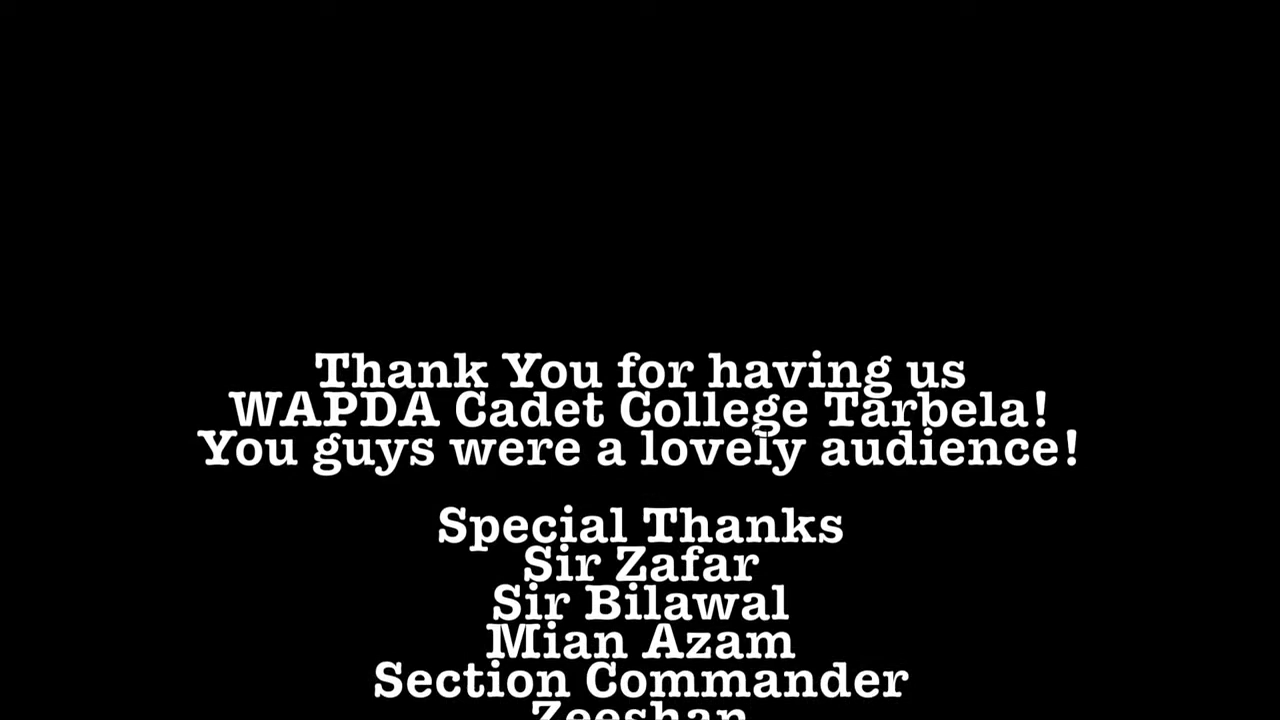 Thank You for having us
WAPDA Cadet College Tarbela!
You guys were a lovely audience!
Special Thanks
Sir Zafar
Sir Bilawal
Mian Azam
Section Commander
Zeeshan